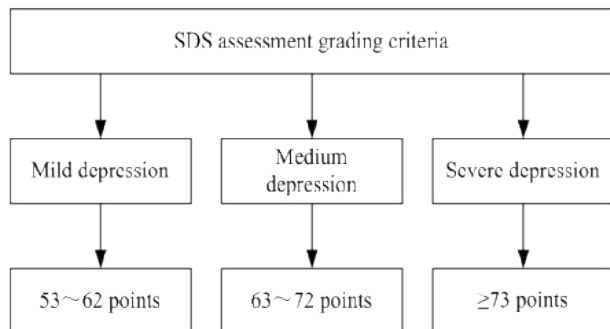 SDS assessment grading criteria
Mild depression
Medium
depression
Severe depression
53～62 points
63～72 points
≥73 points